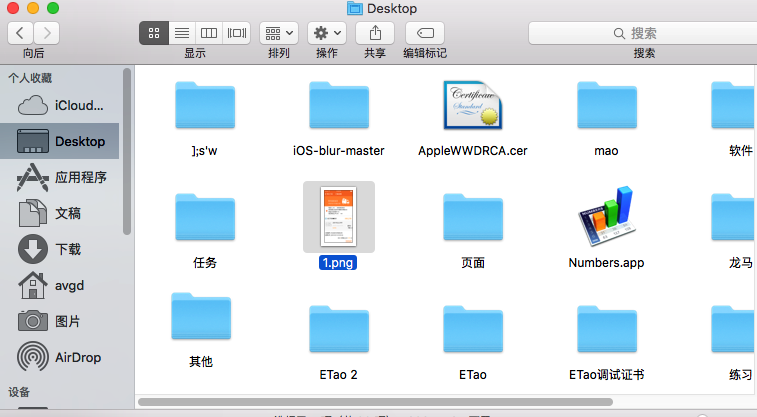 Desktop
向后
显示
排列
操作
共享
编辑标记
搜索
搜索
个人收藏
iCloud...
Desktop
应用程序
文稿
下载
avgd
图片
AirDrop
设备
];s'w
iOS-blur-master
AppleWWDRCA.cer
mao
软件
任务
1.png
页面
Numbers.app
龙马
其他
ETao 2
ETao
ETao调试证书
练习